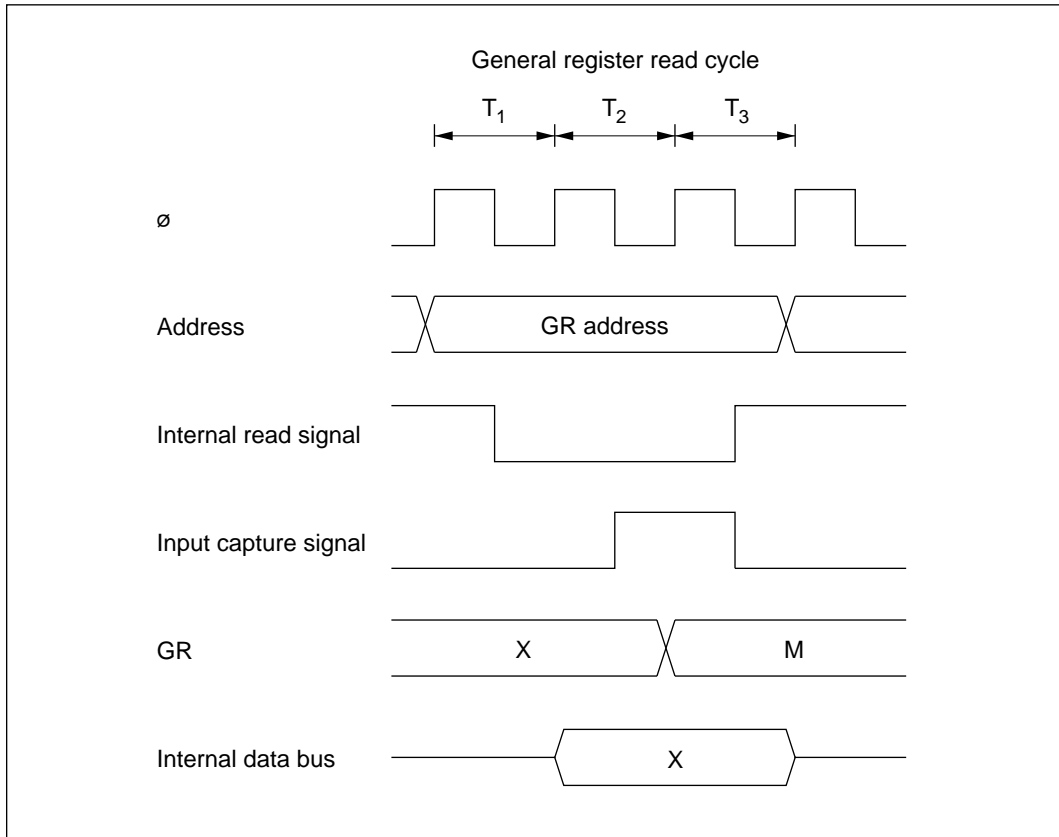 General register read cycle
T₁ T₂ T₃
ø
Address GR address
Internal read signal
Input capture signal
GR X M
Internal data bus X